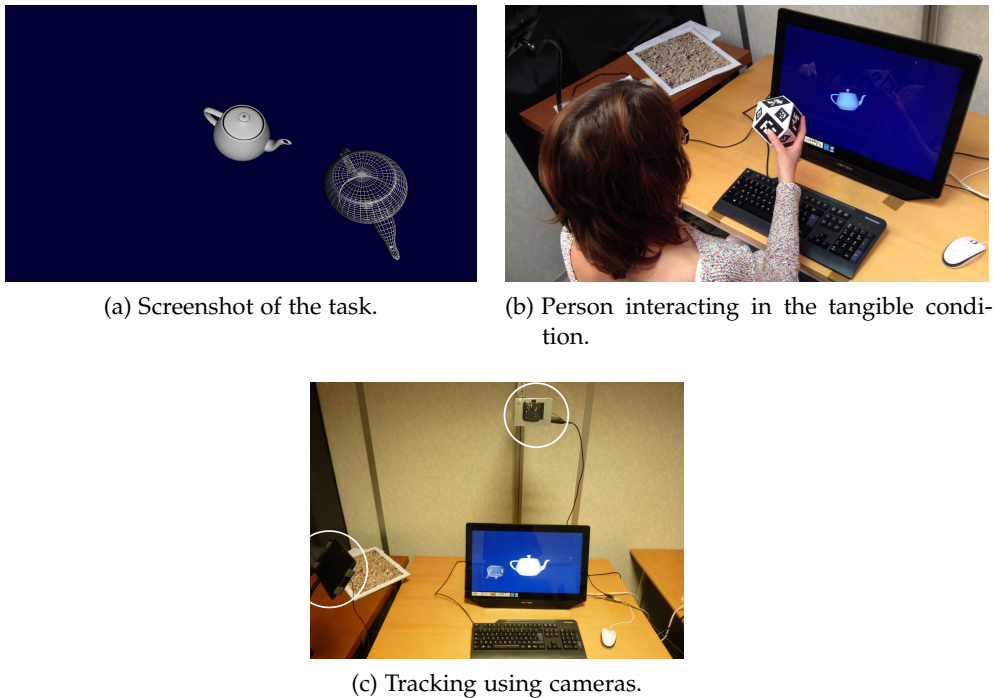 (a) Screenshot of the task.
(b) Person interacting in the tangible condi-
tion.
(c) Tracking using cameras.